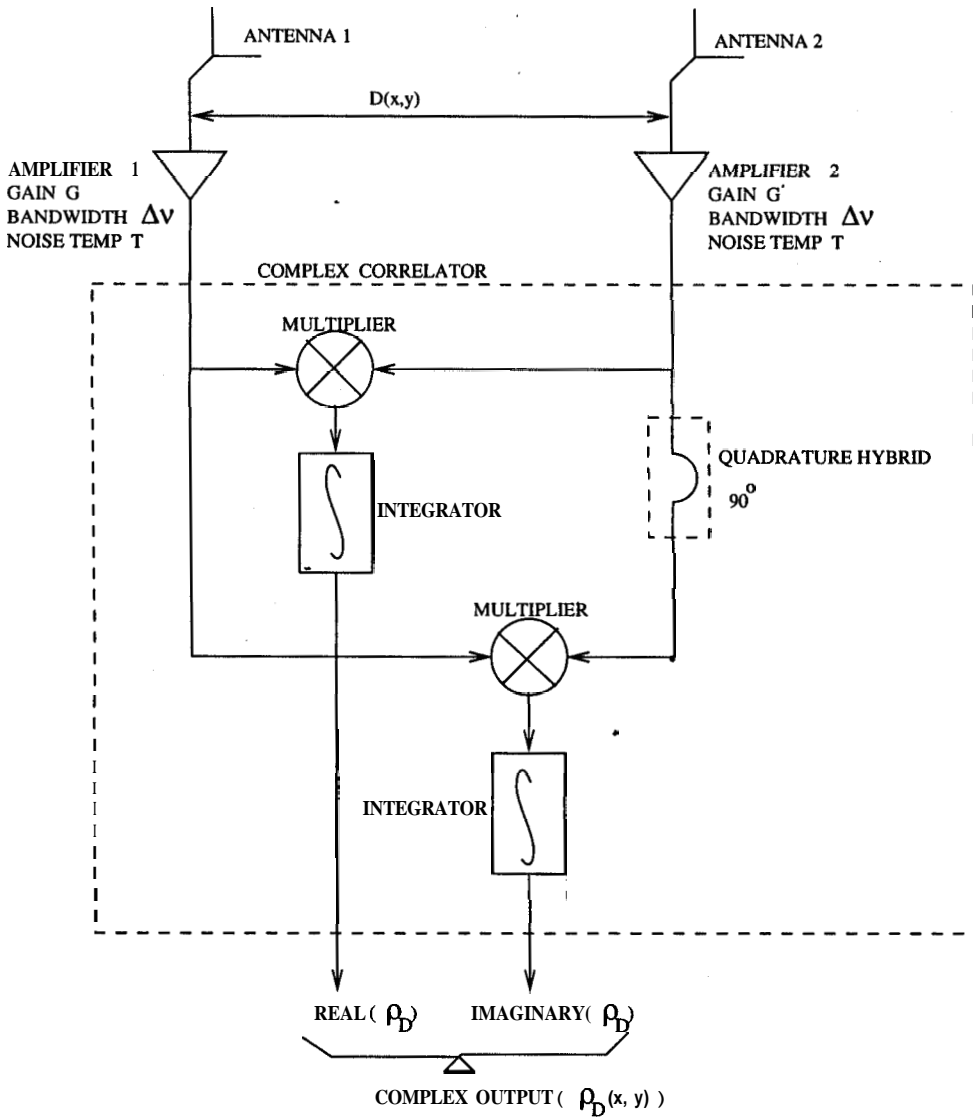 ANTENNA 1
ANTENNA 2
D(x,y)
AMPLIFIER 1
GAIN G
BANDWIDTH Δν
NOISE TEMP T
AMPLIFIER 2
GAIN G'
BANDWIDTH Δν
NOISE TEMP T
COMPLEX CORRELATOR
MULTIPLIER
QUADRATURE HYBRID
90°
INTEGRATOR
MULTIPLIER
INTEGRATOR
REAL ( ρD)
IMAGINARY( ρD)
COMPLEX OUTPUT ( ρD(x, y) )